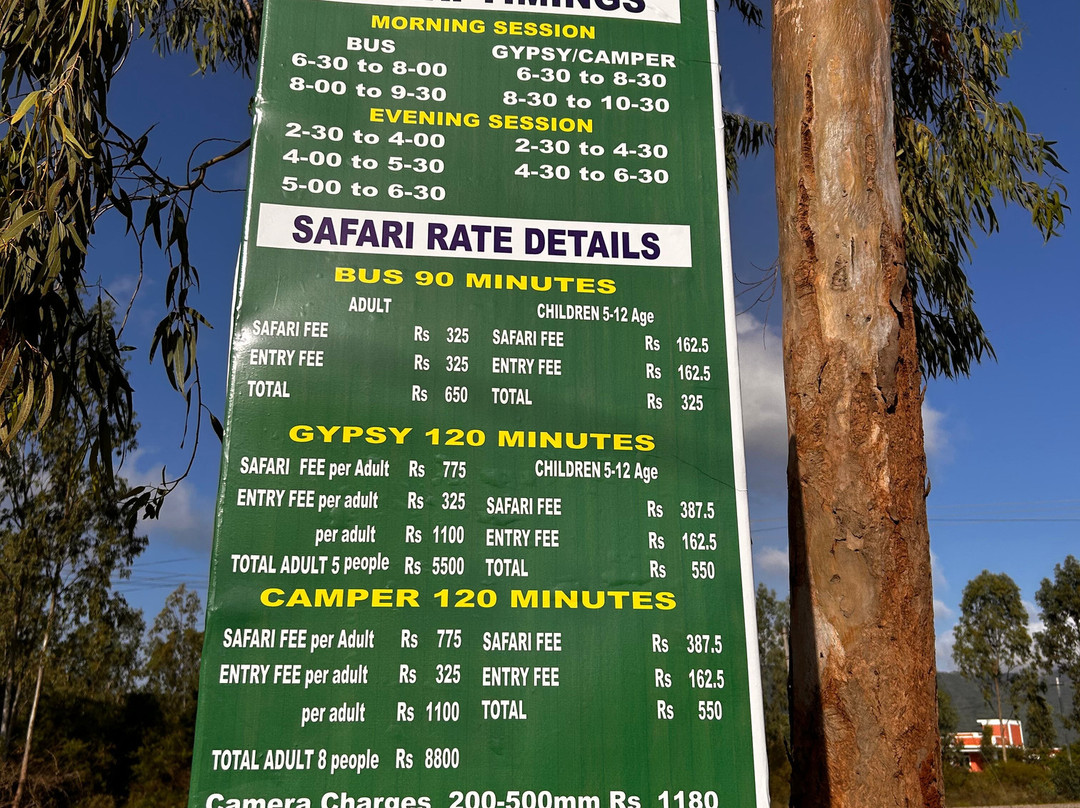 TIMINGS
MORNING SESSION
BUS GYPSY/CAMPER
6-30 to 8-00 6-30 to 8-30
8-00 to 9-30 8-30 to 10-30
EVENING SESSION
2-30 to 4-00 2-30 to 4-30
4-00 to 5-30 4-30 to 6-30
5-00 to 6-30
SAFARI RATE DETAILS
BUS 90 MINUTES
ADULT CHILDREN 5-12 Age
SAFARI FEE Rs 325 SAFARI FEE Rs 162.5
ENTRY FEE Rs 325 ENTRY FEE Rs 162.5
TOTAL Rs 650 TOTAL Rs 325
GYPSY 120 MINUTES
SAFARI FEE per Adult Rs 775 CHILDREN 5-12 Age
ENTRY FEE per adult Rs 325 SAFARI FEE Rs 387.5
per adult Rs 1100 ENTRY FEE Rs 162.5
TOTAL ADULT 5 people Rs 5500 TOTAL Rs 550
CAMPER 120 MINUTES
SAFARI FEE per Adult Rs 775 SAFARI FEE Rs 387.5
ENTRY FEE per adult Rs 325 ENTRY FEE Rs 162.5
per adult Rs 1100 TOTAL Rs 550
TOTAL ADULT 8 people Rs 8800
Camera Charges 200-500mm Rs 1180